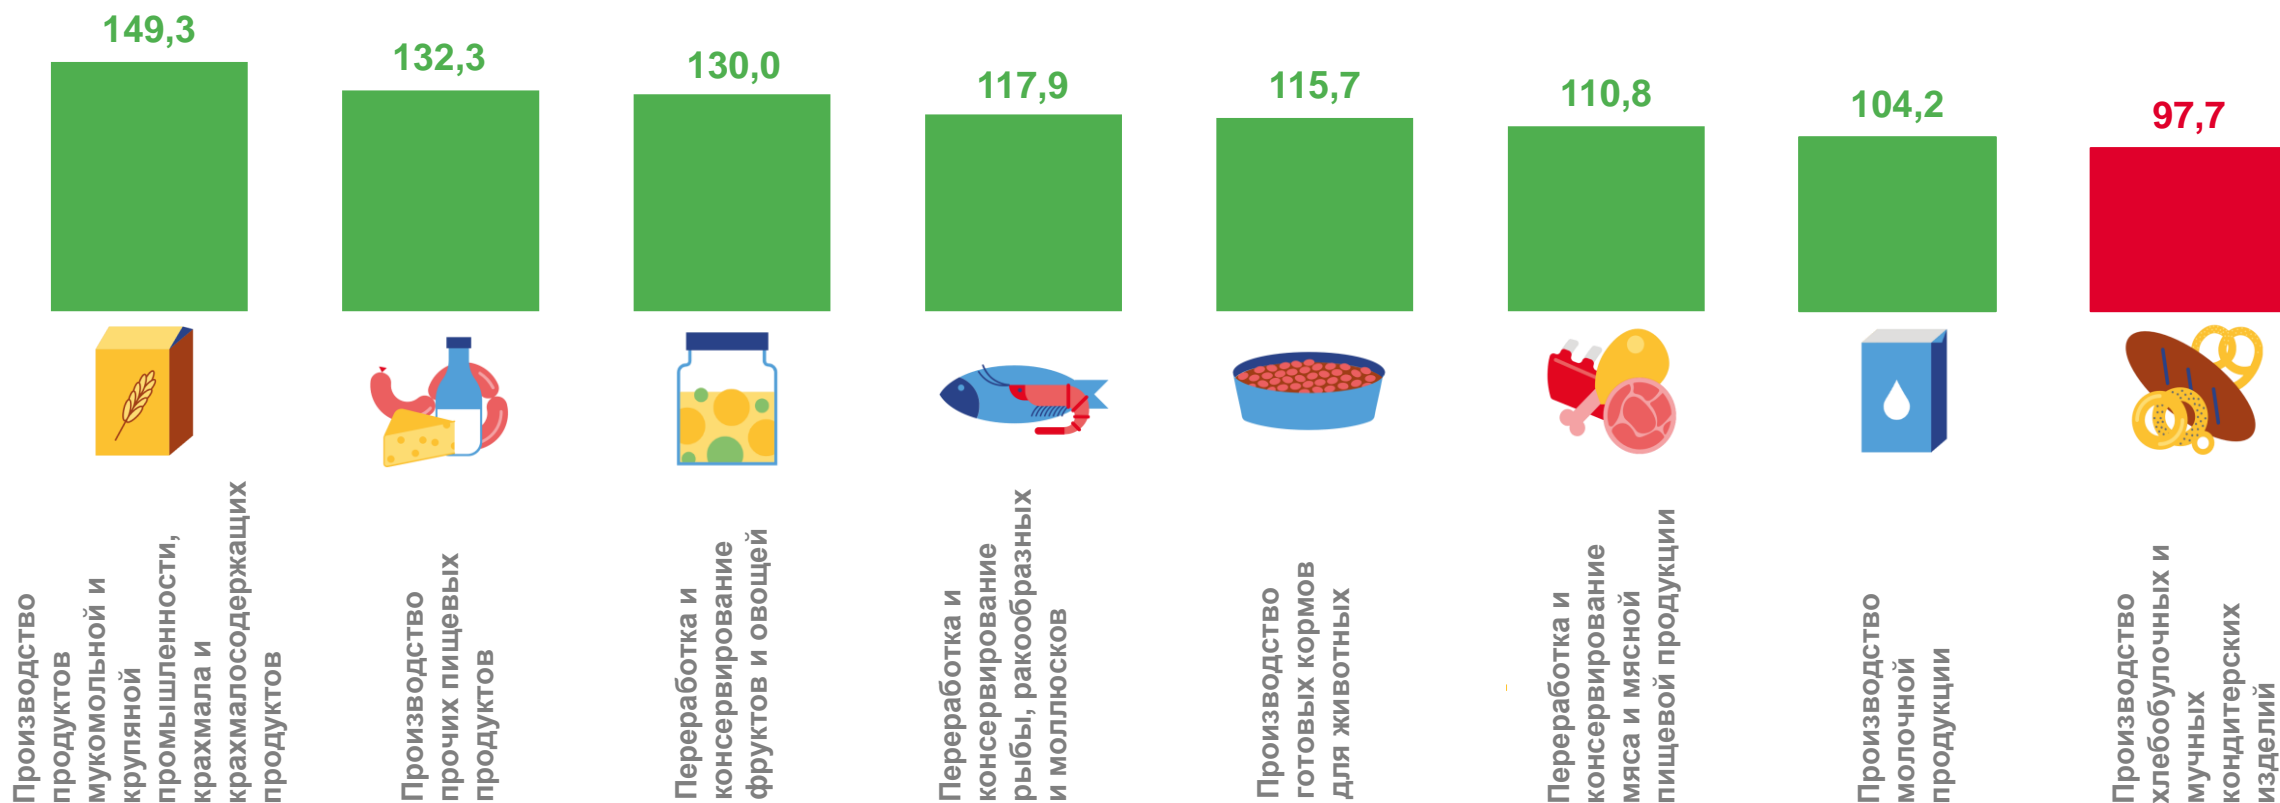 149,3
132,3
130,0
117,9
115,7
110,8
104,2
97,7
Производство
продуктов
мукомольной и
крупяной
промышленности,
крахмала и
крахмалосодержащих
продуктов
Производство
прочих пищевых
продуктов
Переработка и
консервирование
фруктов и овощей
Переработка и
консервирование
рыбы, ракообразных
и моллюсков
Производство
готовых кормов
для животных
Переработка и
консервирование
мяса и мясной
пищевой продукции
Производство
молочной
продукции
Производство
хлебобулочных и
мучных
кондитерских
изделий